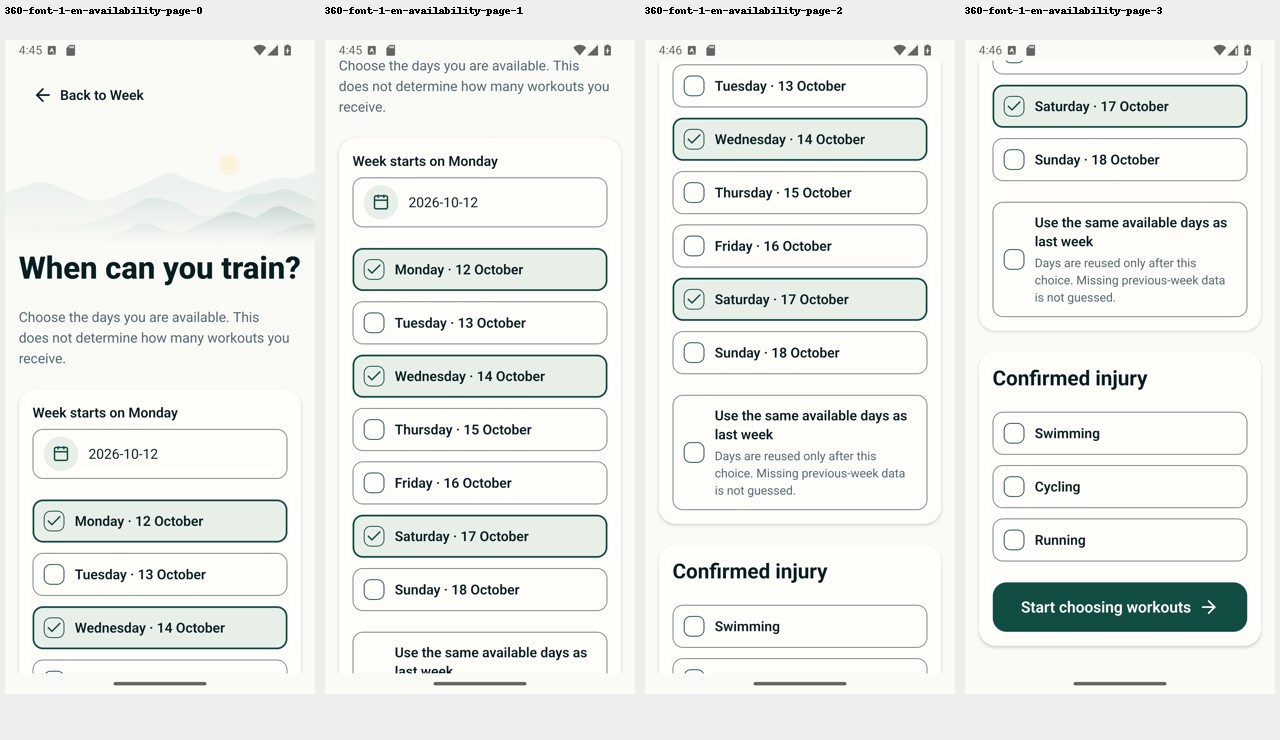 360-font-1-en-availability-page-0
4:45
Back to Week
When can you train?
Choose the days you are available. This
does not determine how many workouts you
receive.
Week starts on Monday
2026-10-12
Monday · 12 October
Tuesday · 13 October
Wednesday · 14 October
360-font-1-en-availability-page-1
4:45
Choose the days you are available. This
does not determine how many workouts you
receive.
Week starts on Monday
2026-10-12
Monday · 12 October
Tuesday · 13 October
Wednesday · 14 October
Thursday · 15 October
Friday · 16 October
Saturday · 17 October
Sunday · 18 October
Use the same available days as
last week
360-font-1-en-availability-page-2
4:46
Tuesday · 13 October
Wednesday · 14 October
Thursday · 15 October
Friday · 16 October
Saturday · 17 October
Sunday · 18 October
Use the same available days as
last week
Days are reused only after this
choice. Missing previous-week data
is not guessed.
Confirmed injury
Swimming
360-font-1-en-availability-page-3
4:46
Saturday · 17 October
Sunday · 18 October
Use the same available days as
last week
Days are reused only after this
choice. Missing previous-week data
is not guessed.
Confirmed injury
Swimming
Cycling
Running
Start choosing workouts